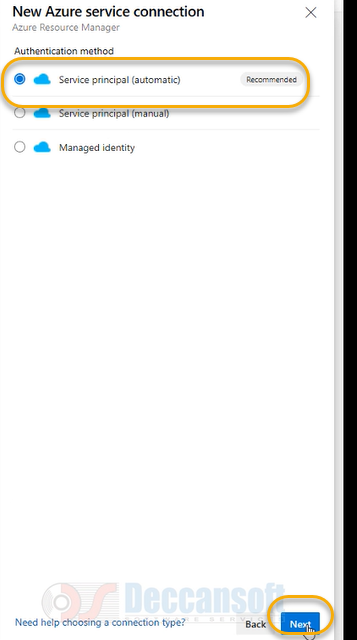 New Azure service connection
Azure Resource Manager
Authentication method
Service principal (automatic)
Recommended
Service principal (manual)
Managed identity
Deccansoft
Need help choosing a connection type?
Back
Next